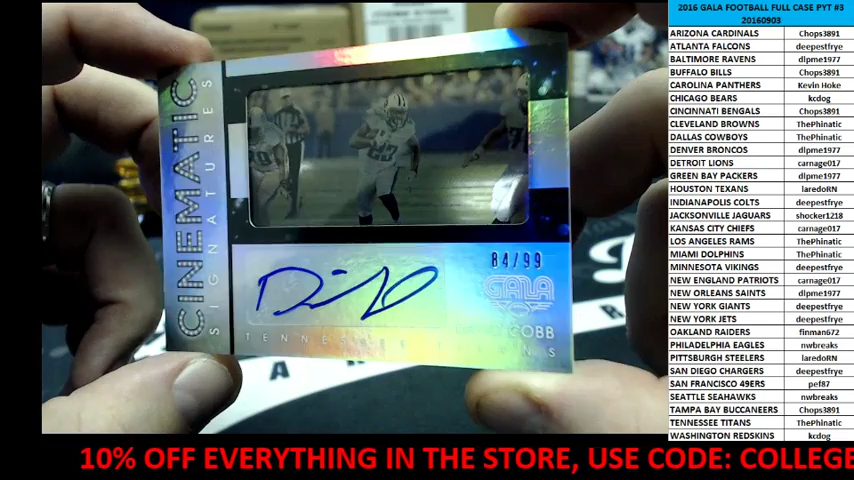 CINEMATIC
SIGNATURES
84/99
GALA
COBB
TENNESSEE TITANS
2016 GALA FOOTBALL FULL CASE PYT #3
20160903
ARIZONA CARDINALS Chops3891
ATLANTA FALCONS deepestfrye
BALTIMORE RAVENS dlpme1977
BUFFALO BILLS Chops3891
CAROLINA PANTHERS Kevin Hoke
CHICAGO BEARS kcdog
CINCINNATI BENGALS Chops3891
CLEVELAND BROWNS ThePhinatic
DALLAS COWBOYS ThePhinatic
DENVER BRONCOS dlpme1977
DETROIT LIONS carnage017
GREEN BAY PACKERS dlpme1977
HOUSTON TEXANS laredoRN
INDIANAPOLIS COLTS deepestfrye
JACKSONVILLE JAGUARS shocker1218
KANSAS CITY CHIEFS carnage017
LOS ANGELES RAMS ThePhinatic
MIAMI DOLPHINS ThePhinatic
MINNESOTA VIKINGS deepestfrye
NEW ENGLAND PATRIOTS carnage017
NEW ORLEANS SAINTS dlpme1977
NEW YORK GIANTS deepestfrye
NEW YORK JETS deepestfrye
OAKLAND RAIDERS finman672
PHILADELPHIA EAGLES nwbreaks
PITTSBURGH STEELERS laredoRN
SAN DIEGO CHARGERS deepestfrye
SAN FRANCISCO 49ERS pef87
SEATTLE SEAHAWKS nwbreaks
TAMPA BAY BUCCANEERS Chops3891
TENNESSEE TITANS ThePhinatic
WASHINGTON REDSKINS kcdog
10% OFF EVERYTHING IN THE STORE, USE CODE: COLLEGE